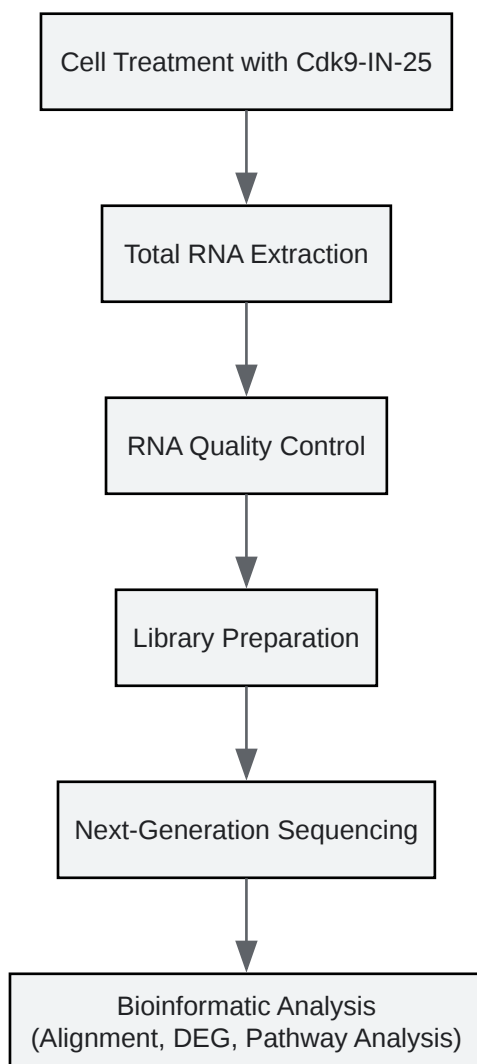 Cell Treatment with Cdk9-IN-25
Total RNA Extraction
RNA Quality Control
Library Preparation
Next-Generation Sequencing
Bioinformatic Analysis
(Alignment, DEG, Pathway Analysis)